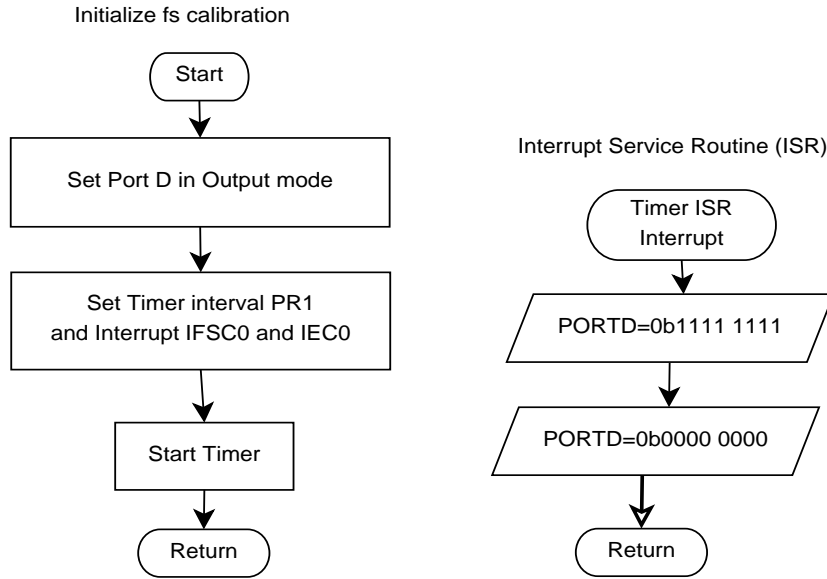 Initialize fs calibration
Start
Set Port D in Output mode
Set Timer interval PR1
and Interrupt IFSC0 and IEC0
Start Timer
Return
Interrupt Service Routine (ISR)
Timer ISR
Interrupt
PORTD=0b1111 1111
PORTD=0b0000 0000
Return